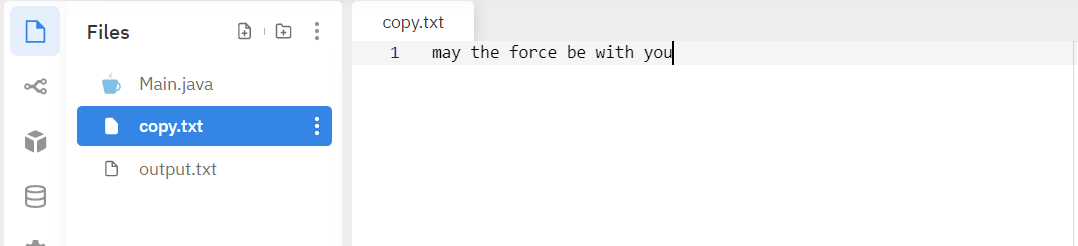 Files
copy.txt
1 may the force be with you
Main.java
copy.txt
output.txt